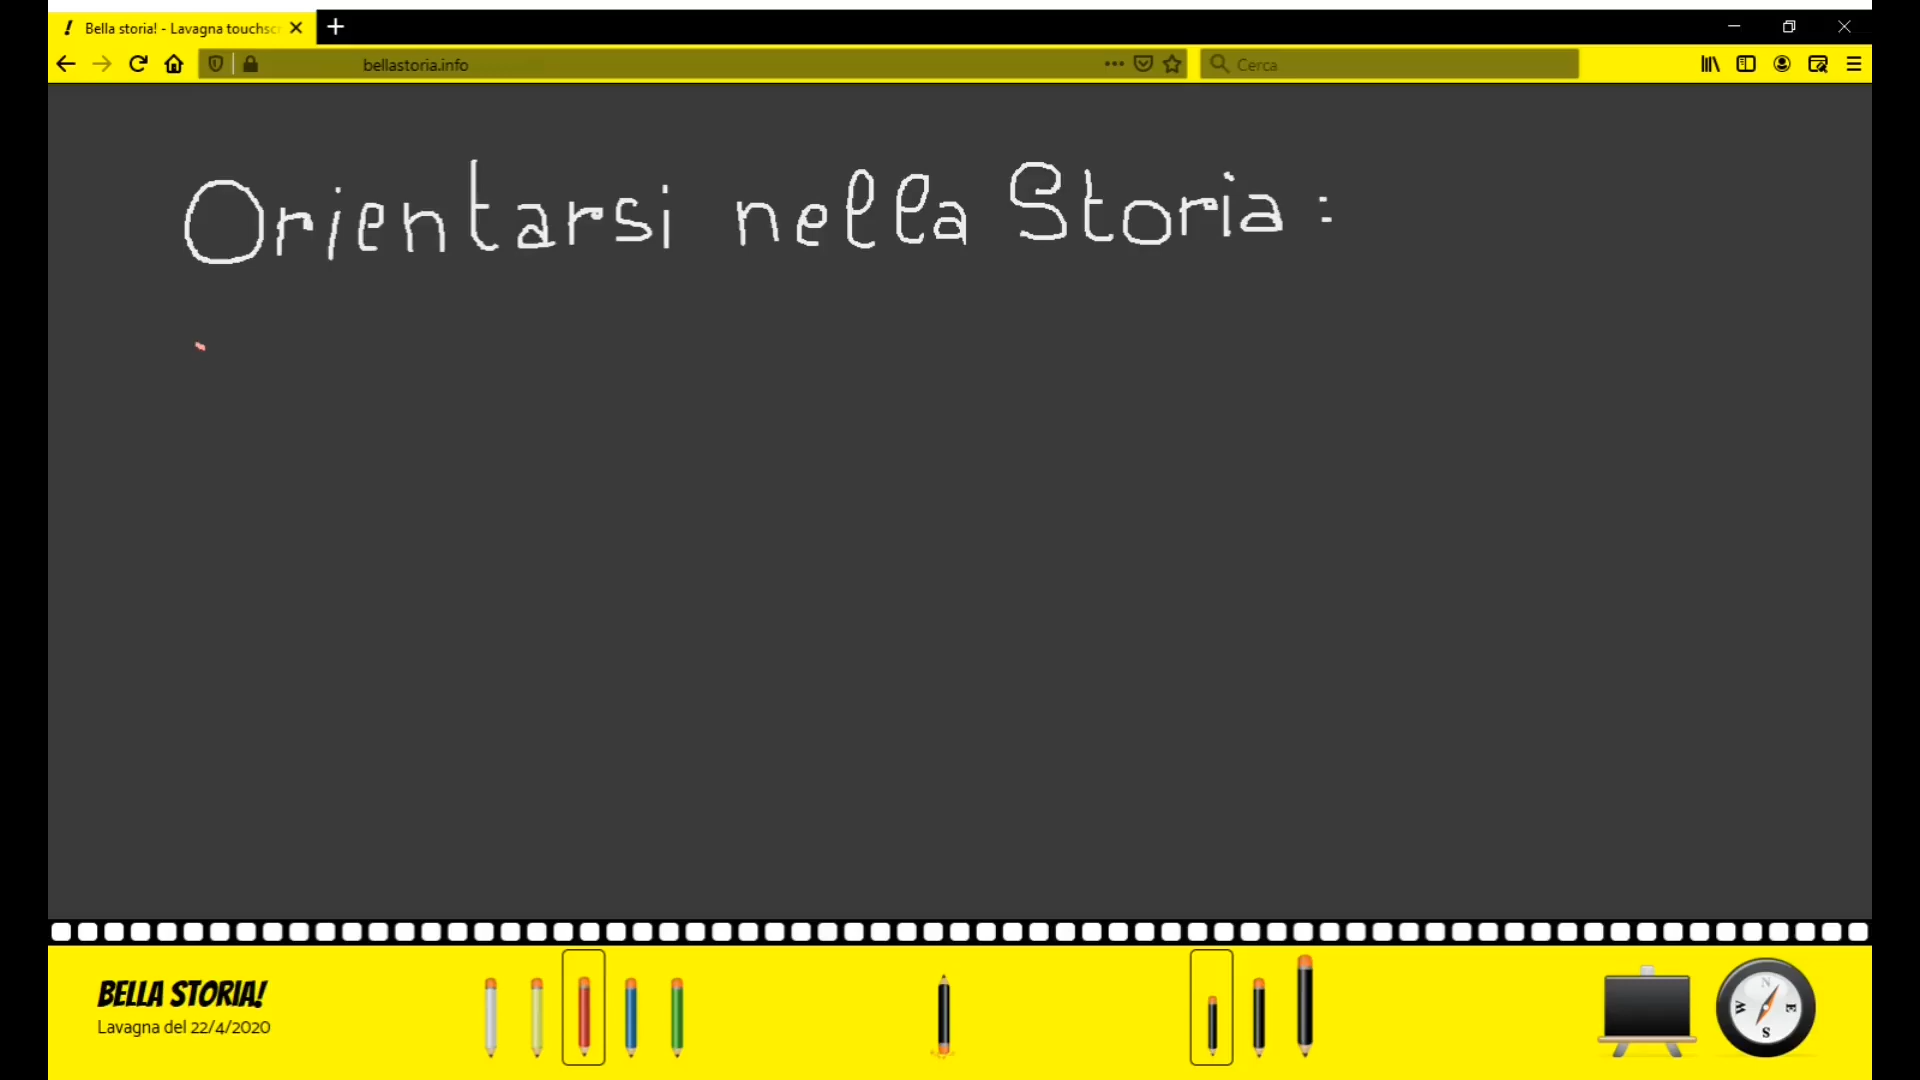 Bella storia! - Lavagna touchsc
bellastoria.info
Cerca
Orientarsi nella Storia :
BELLA STORIA!
Lavagna del 22/4/2020
N
W E
S